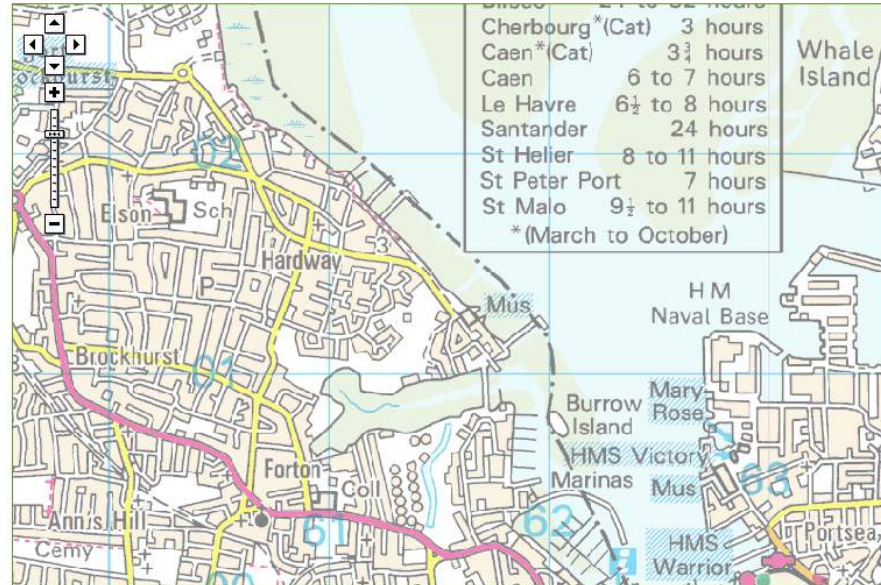 Cherbourg*(Cat) 3 hours
Caen*(Cat) 3¾ hours
Caen 6 to 7 hours
Le Havre 6½ to 8 hours
Santander 24 hours
St Helier 8 to 11 hours
St Peter Port 7 hours
St Malo 9½ to 11 hours
*(March to October)
Whale
Island
02
Elson
Sch
3
Hardway
P
Mus
H M
Naval Base
Brockhurst
01
Mary
Rose
Burrow
Island
HMS Victory
Marinas
Mus
63
Forton
Coll
Ann's Hill
61
62
Portsea
Cemy
HMS
Warrior